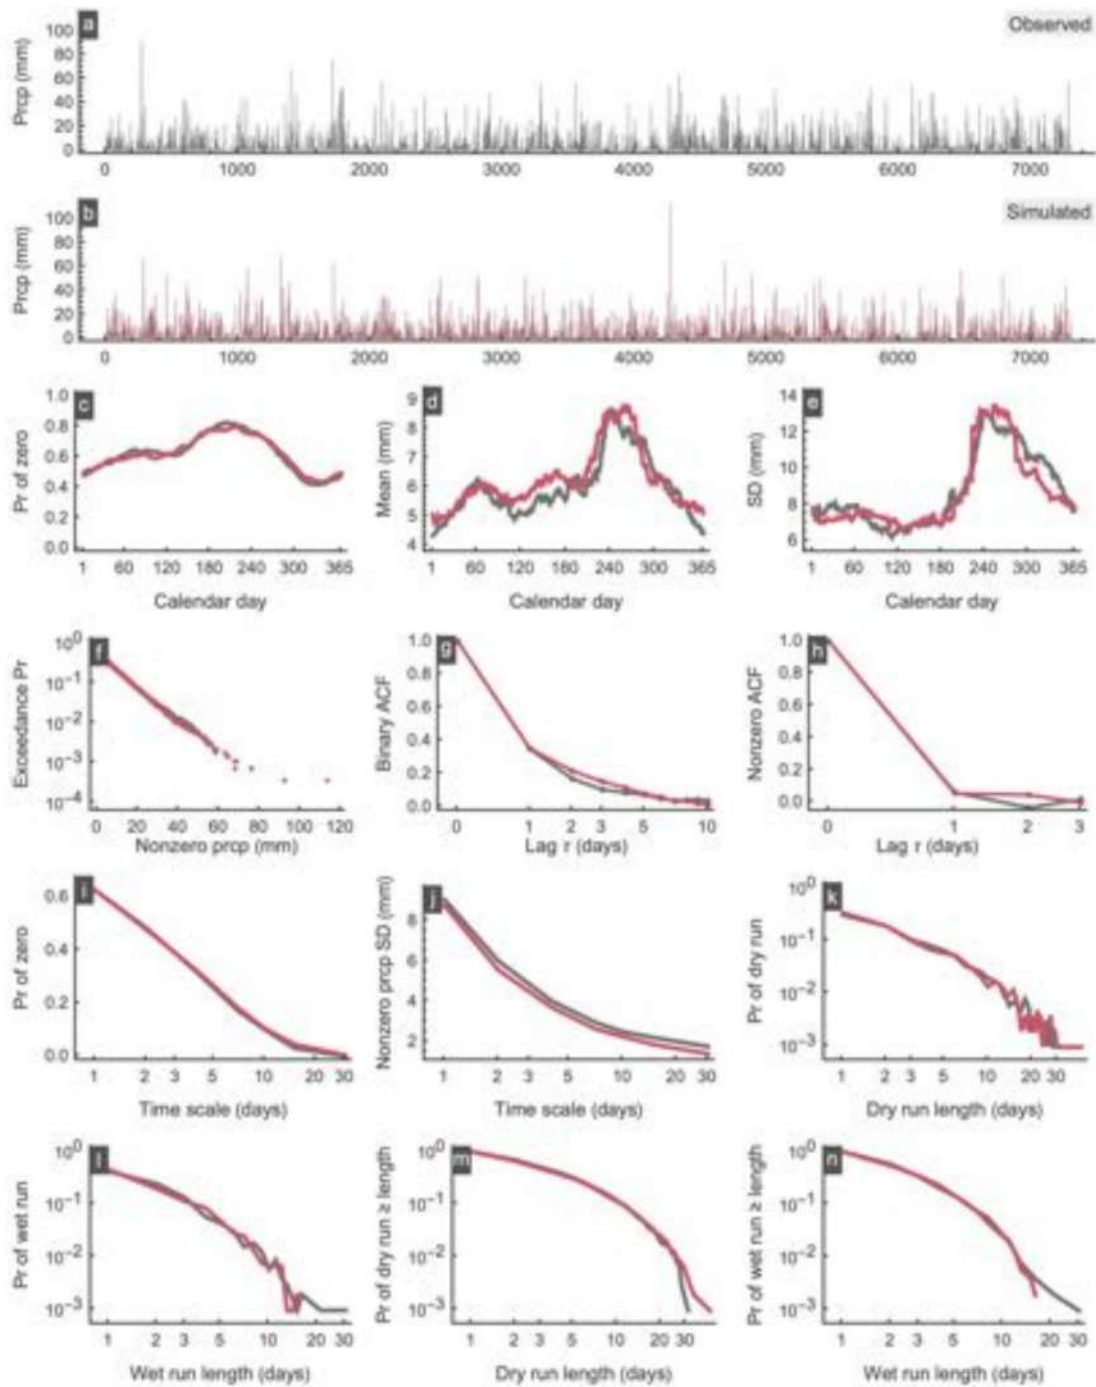 a
Observed
Prcp (mm)
100
80
60
40
20
0
0 1000 2000 3000 4000 5000 6000 7000
b
Simulated
Prcp (mm)
100
80
60
40
20
0
0 1000 2000 3000 4000 5000 6000 7000
c
Pr of zero
1.0
0.8
0.6
0.4
0.2
0.0
1 60 120 180 240 300 365
Calendar day
d
Mean (mm)
9
8
7
6
5
4
1 60 120 180 240 300 365
Calendar day
e
SD (mm)
14
12
10
8
6
1 60 120 180 240 300 365
Calendar day
f
Exceedance Pr
10^0
10^-1
10^-2
10^-3
10^-4
0 20 40 60 80 100 120
Nonzero prcp (mm)
g
Binary ACF
1.0
0.8
0.6
0.4
0.2
0.0
0 1 2 3 5 10
Lag τ (days)
h
Nonzero ACF
1.0
0.8
0.6
0.4
0.2
0.0
0 1 2 3
Lag τ (days)
i
Pr of zero
0.6
0.4
0.2
0.0
1 2 3 5 10 20 30
Time scale (days)
j
Nonzero prcp SD (mm)
8
6
4
2
1 2 3 5 10 20 30
Time scale (days)
k
Pr of dry run
10^0
10^-1
10^-2
10^-3
1 2 3 5 10 20 30
Dry run length (days)
l
Pr of wet run
10^0
10^-1
10^-2
10^-3
1 2 3 5 10 20 30
Wet run length (days)
m
Pr of dry run ≥ length
10^0
10^-1
10^-2
10^-3
1 2 3 5 10 20 30
Dry run length (days)
n
Pr of wet run ≥ length
10^0
10^-1
10^-2
10^-3
1 2 3 5 10 20 30
Wet run length (days)